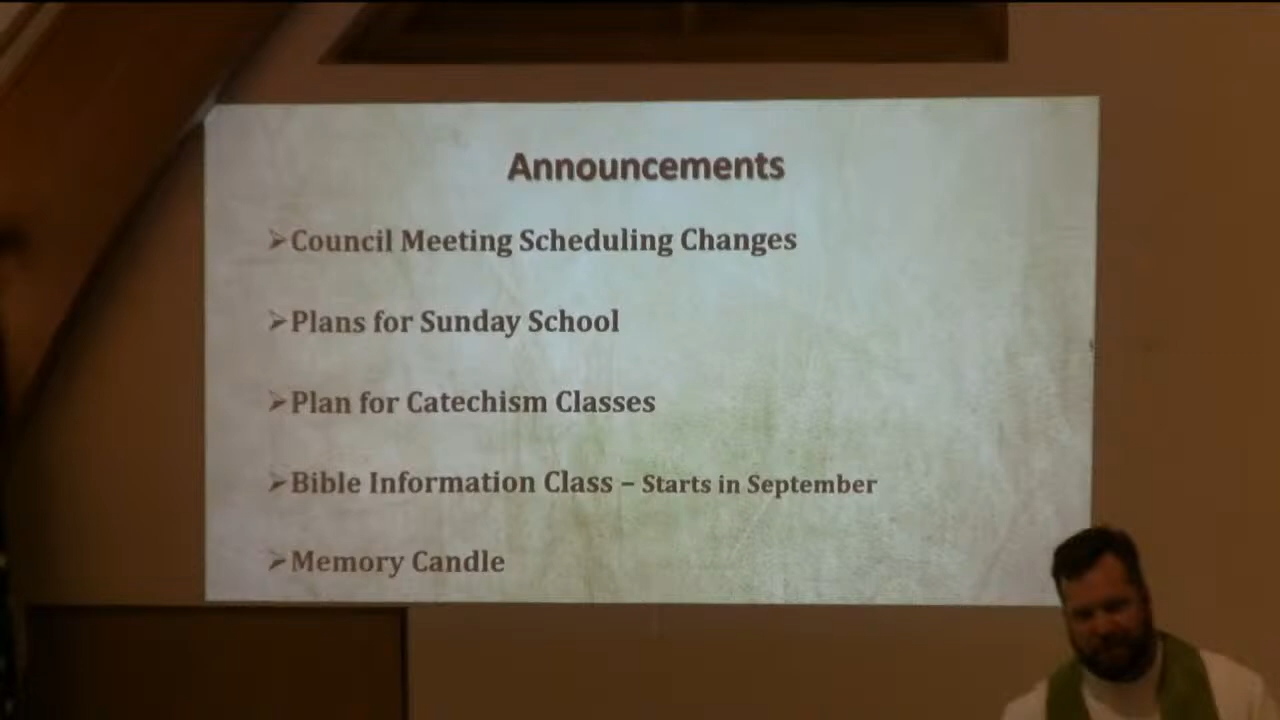 Announcements
➢Council Meeting Scheduling Changes
➢Plans for Sunday School
➢Plan for Catechism Classes
➢Bible Information Class – Starts in September
➢Memory Candle